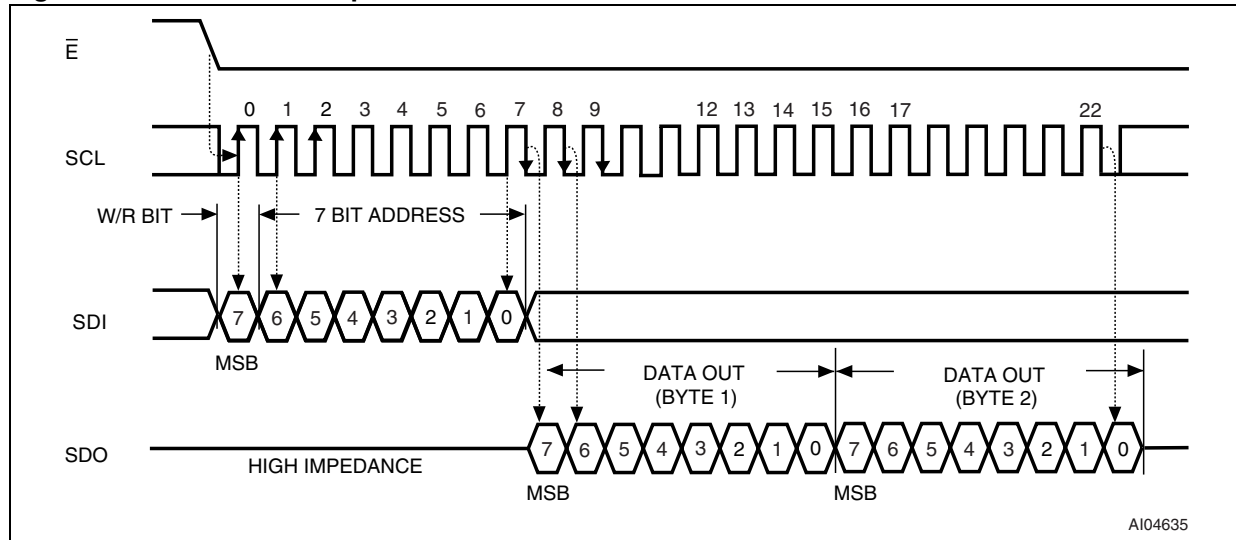 Ē
0 1 2 3 4 5 6 7 8 9 12 13 14 15 16 17 22
SCL
W/R BIT 7 BIT ADDRESS
SDI
7 6 5 4 3 2 1 0
MSB
DATA OUT
(BYTE 1)
DATA OUT
(BYTE 2)
SDO
HIGH IMPEDANCE
7 6 5 4 3 2 1 0 7 6 5 4 3 2 1 0
MSB MSB
AI04635